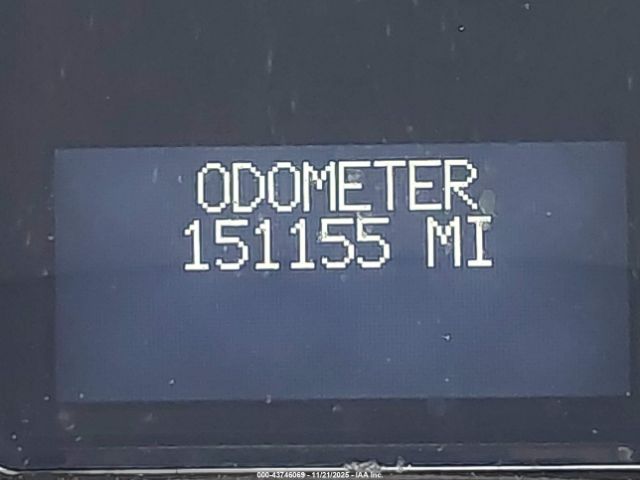 ODOMETER
151155 MI
000-43746069 - 11/21/2025 - IAA Inc.